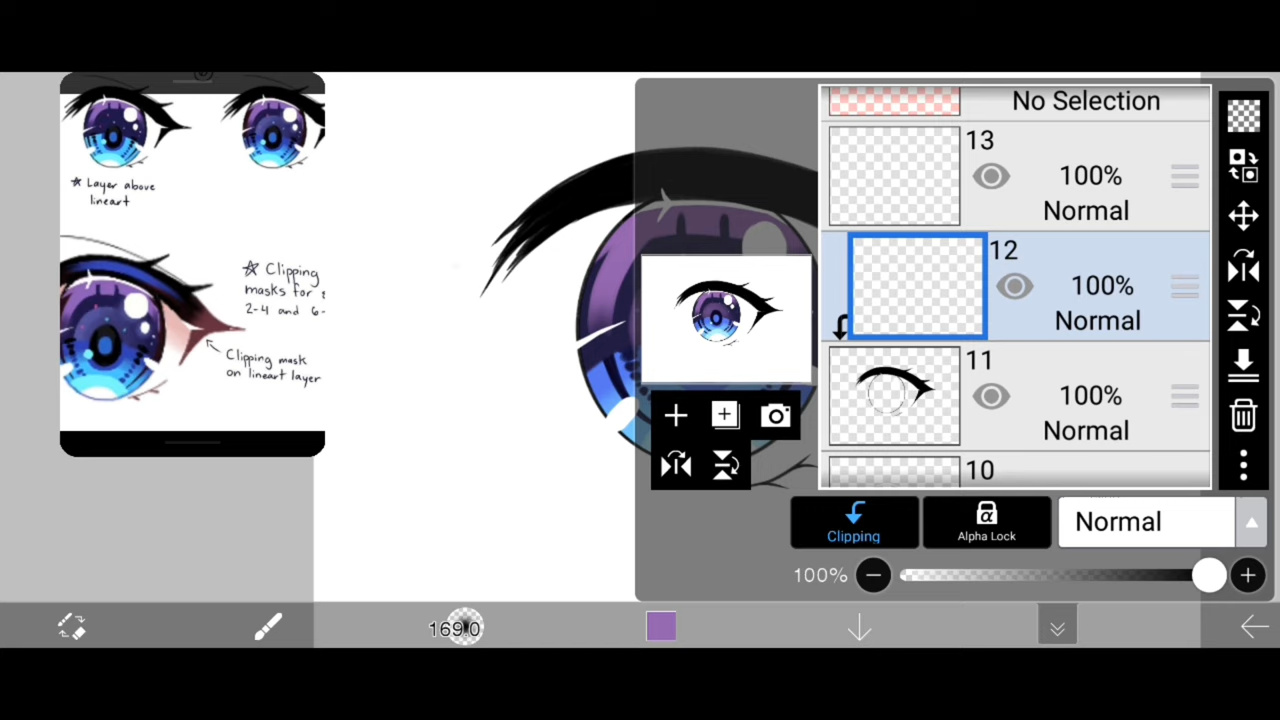 ☆ Layer above
lineart
☆ Clipping
masks for
2-4 and 6-
Clipping mask
on lineart layer
No Selection
13
100%
Normal
12
100%
Normal
11
100%
Normal
10
Clipping
α
Alpha Lock
Normal
100%
169.0